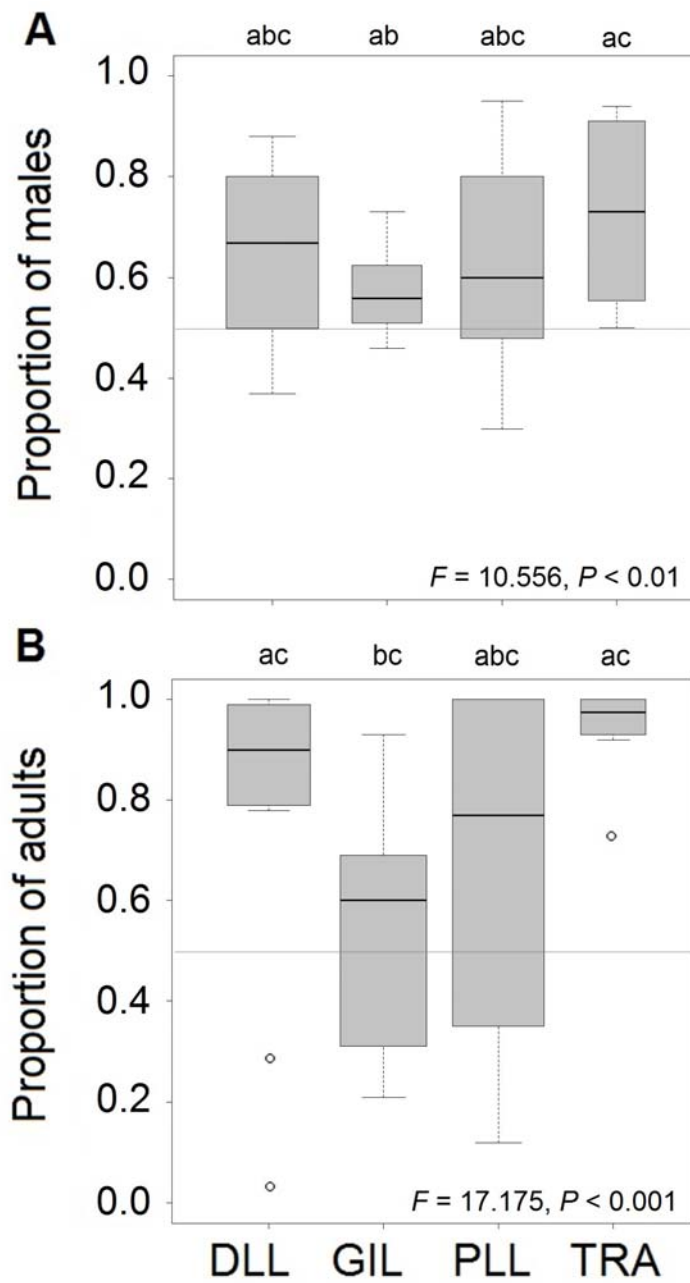 A
abc ab abc ac
Proportion of males
1.0
0.8
0.6
0.4
0.2
0.0
F = 10.556, P < 0.01
B
ac bc abc ac
Proportion of adults
1.0
0.8
0.6
0.4
0.2
0.0
F = 17.175, P < 0.001
DLL GIL PLL TRA